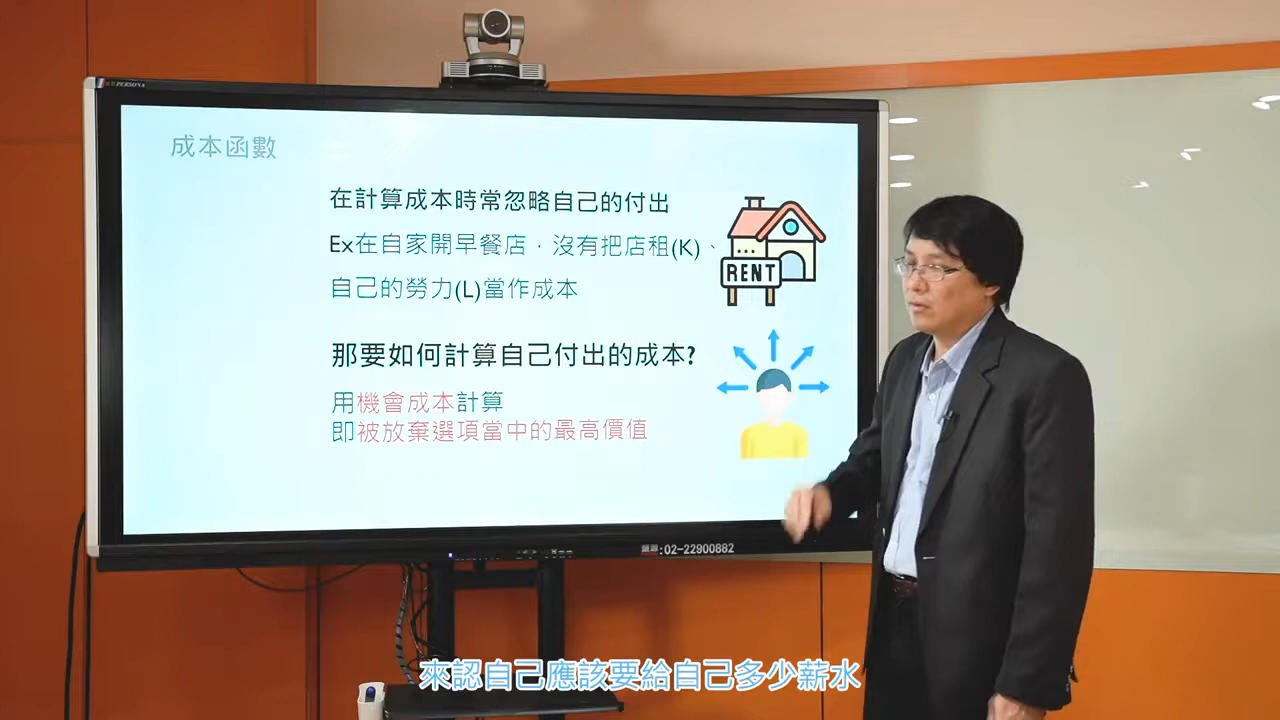 PERSONA
成本函數
在計算成本時常忽略自己的付出
Ex在自家開早餐店，沒有把店租(K)、
自己的勞力(L)當作成本
RENT
那要如何計算自己付出的成本?
用機會成本計算
即被放棄選項當中的最高價值
:02-22900882
來認自己應該要給自己多少薪水